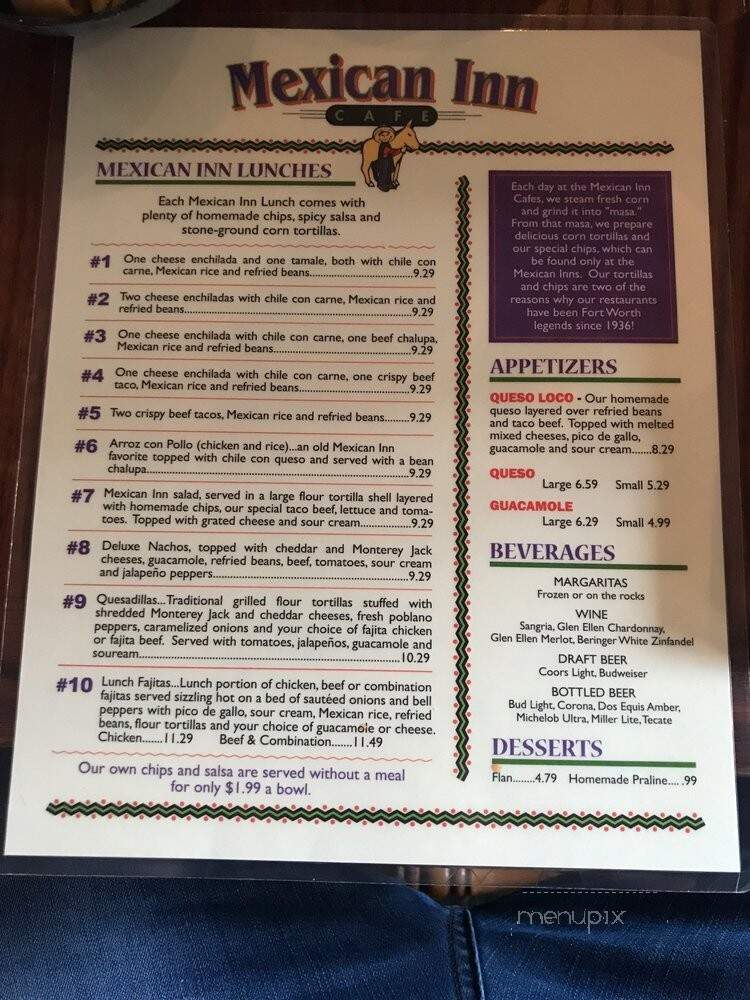 Mexican Inn
CAFE
MEXICAN INN LUNCHES
Each Mexican Inn Lunch comes with
plenty of homemade chips, spicy salsa and
stone-ground corn tortillas.
#1 One cheese enchilada and one tamale, both with chile con
carne, Mexican rice and refried beans..............................9.29
#2 Two cheese enchiladas with chile con carne, Mexican rice and
refried beans....................................................................9.29
#3 One cheese enchilada with chile con carne, one beef chalupa,
Mexican rice and refried beans.........................................9.29
#4 One cheese enchilada with chile con carne, one crispy beef
taco, Mexican rice and refried beans.................................9.29
#5 Two crispy beef tacos, Mexican rice and refried beans.........9.29
#6 Arroz con Pollo (chicken and rice)...an old Mexican Inn
favorite topped with chile con queso and served with a bean
chalupa............................................................................9.29
#7 Mexican Inn salad, served in a large flour tortilla shell layered
with homemade chips, our special taco beef, lettuce and toma-
toes. Topped with grated cheese and sour cream.................9.29
#8 Deluxe Nachos, topped with cheddar and Monterey Jack
cheeses, guacamole, refried beans, beef, tomatoes, sour cream
and jalapeño peppers.........................................................9.29
#9 Quesadillas...Traditional grilled flour tortillas stuffed with
shredded Monterey Jack and cheddar cheeses, fresh poblano
peppers, caramelized onions and your choice of fajita chicken
or fajita beef. Served with tomatoes, jalapeños, guacamole and
souream..........................................................................10.29
#10 Lunch Fajitas...Lunch portion of chicken, beef or combination
fajitas served sizzling hot on a bed of sautéed onions and bell
peppers with pico de gallo, sour cream, Mexican rice, refried
beans, flour tortillas and your choice of guacamole or cheese.
Chicken.......11.29 Beef & Combination.......11.49
Our own chips and salsa are served without a meal
for only $1.99 a bowl.
Each day at the Mexican Inn
Cafes, we steam fresh corn
and grind it into "masa."
From that masa, we prepare
delicious corn tortillas and
our special chips, which can
be found only at the
Mexican Inns. Our tortillas
and chips are two of the
reasons why our restaurants
have been Fort Worth
legends since 1936!
APPETIZERS
QUESO LOCO - Our homemade
queso layered over refried beans
and taco beef. Topped with melted
mixed cheeses, pico de gallo,
guacamole and sour cream.......8.29
QUESO
Large 6.59 Small 5.29
GUACAMOLE
Large 6.29 Small 4.99
BEVERAGES
MARGARITAS
Frozen or on the rocks
WINE
Sangria, Glen Ellen Chardonnay,
Glen Ellen Merlot, Beringer White Zinfandel
DRAFT BEER
Coors Light, Budweiser
BOTTLED BEER
Bud Light, Corona, Dos Equis Amber,
Michelob Ultra, Miller Lite, Tecate
DESSERTS
Flan........4.79 Homemade Praline.... .99
menupix